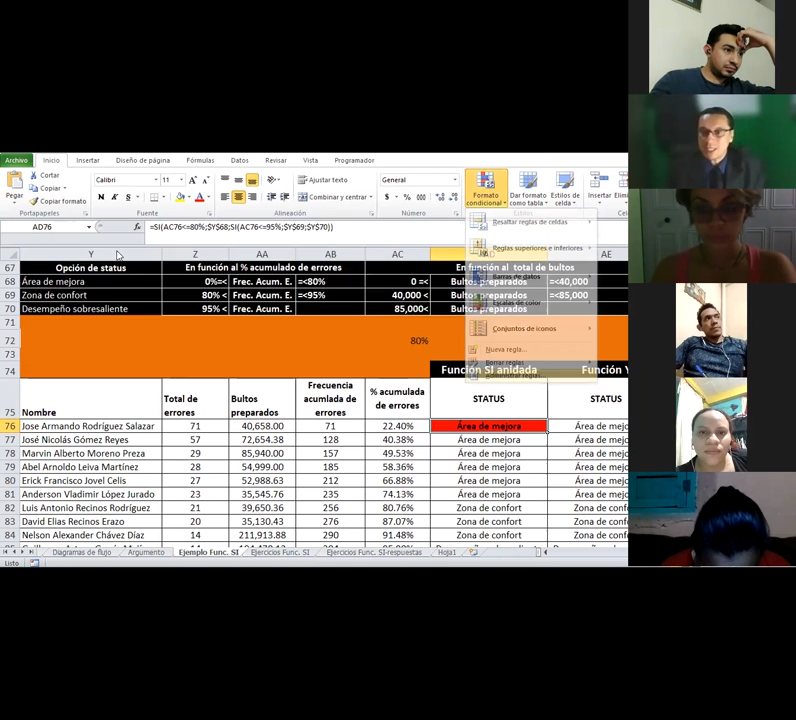 Archivo Inicio Insertar Diseño de página Fórmulas Datos Revisar Vista Programador
Cortar
Copiar
Copiar formato
Pegar
Portapapeles
Calibri 11
N K S
Fuente
Ajustar texto
Combinar y centrar
Alineación
General
$ % 000
Número
Formato condicional
Dar formato como tabla
Estilos de celda
Insertar
Estilos
AD76 fx =SI(AC76<=80%;$Y$68;SI(AC76<=95%;$Y$69;$Y$70))
Resaltar reglas de celdas
Reglas superiores e inferiores
Barras de datos
Escalas de color
Conjuntos de iconos
Nueva regla...
Borrar reglas
Administrar reglas...
Y Z AA AB AC AD AE
67 Opción de status En función al % acumulado de errores En función al total de bultos
68 Área de mejora 0%=< Frec. Acum. E. =<80% 0 =< Bultos preparados =<40,000
69 Zona de confort 80% < Frec. Acum. E. =<95% 40,000 < Bultos preparados =<85,000
70 Desempeño sobresaliente 95% < Frec. Acum. E. 85,000< Bultos preparados
71
72 80%
73
74 Función SI anidada Función Y
75 Nombre Total de errores Bultos preparados Frecuencia acumlada de errores % acumulada de errores STATUS STATUS
76 Jose Armando Rodríguez Salazar 71 40,658.00 71 22.40% Área de mejora Área de mejo
77 José Nicolás Gómez Reyes 57 72,654.38 128 40.38% Área de mejora Área de mejo
78 Marvin Alberto Moreno Preza 29 85,940.00 157 49.53% Área de mejora Área de mejo
79 Abel Arnoldo Leiva Martínez 28 54,999.00 185 58.36% Área de mejora Área de mejo
80 Erick Francisco Jovel Celis 27 52,988.63 212 66.88% Área de mejora Área de mejo
81 Anderson Vladimir López Jurado 23 35,545.76 235 74.13% Área de mejora Área de mejo
82 Luis Antonio Recinos Rodríguez 21 39,650.36 256 80.76% Zona de confort Zona de confo
83 David Elias Recinos Erazo 20 35,130.43 276 87.07% Zona de confort Zona de confo
84 Nelson Alexander Chávez Díaz 14 211,913.88 290 91.48% Zona de confort Zona de confo
Diagramas de flujo Argumento Ejemplo Func. SI Ejercicios Func. SI Ejercicios Func. SI-respuestas Hoja1
Listo